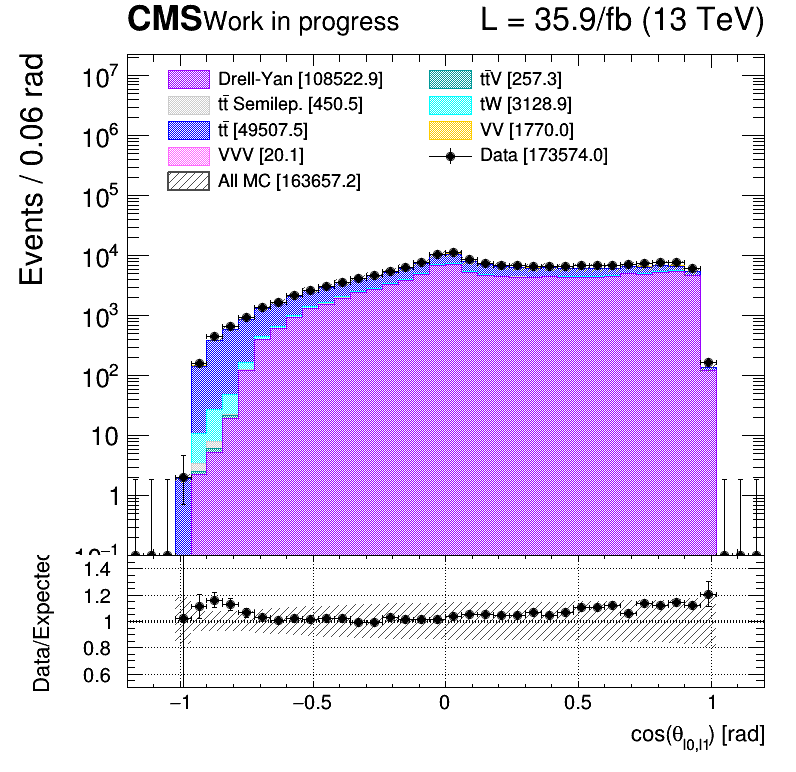 CMS Work in progress L = 35.9/fb (13 TeV)
Events / 0.06 rad
Drell-Yan [108522.9]
tt̄ Semilep. [450.5]
tt̄ [49507.5]
VVV [20.1]
All MC [163657.2]
tt̄V [257.3]
tW [3128.9]
VV [1770.0]
Data [173574.0]
10⁷
10⁶
10⁵
10⁴
10³
10²
10
1
10⁻¹
Data/Expected
1.4
1.2
1
0.8
0.6
−1 −0.5 0 0.5 1
cos(θ_{l0,l1}) [rad]